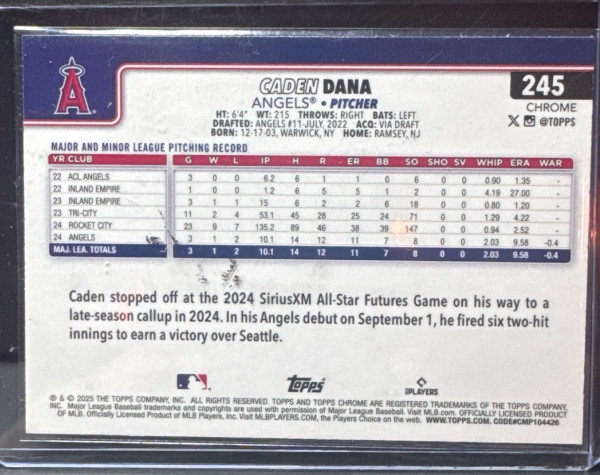 A
CADEN DANA
245
ANGELS® • PITCHER
CHROME
HT: 6'4" WT: 215 THROWS: RIGHT BATS: LEFT
DRAFTED: ANGELS #11-JULY, 2022 ACQ: VIA DRAFT
X @TOPPS
BORN: 12-17-03, WARWICK, NY HOME: RAMSEY, NJ
MAJOR AND MINOR LEAGUE PITCHING RECORD
YR CLUB G W L IP H R ER BB SO SHO SV WHIP ERA WAR
22 ACL ANGELS 3 0 0 6.2 6 1 1 0 6 0 0 0.90 1.35 -
22 INLAND EMPIRE 1 0 0 1.2 6 5 5 1 2 0 0 4.19 27.00 -
23 INLAND EMPIRE 3 1 1 15 6 2 2 6 18 0 0 0.80 1.20 -
23 TRI-CITY 11 2 4 53.1 45 28 25 24 71 0 0 1.29 4.22 -
24 ROCKET CITY 23 9 7 135.2 89 46 38 39 147 0 0 0.94 2.52 -
24 ANGELS 3 1 2 10.1 14 12 11 7 8 0 0 2.03 9.58 -0.4
MAJ. LEA. TOTALS 3 1 2 10.1 14 12 11 7 8 0 0 2.03 9.58 -0.4
Caden stopped off at the 2024 SiriusXM All-Star Futures Game on his way to a
late-season callup in 2024. In his Angels debut on September 1, he fired six two-hit
innings to earn a victory over Seattle.
Topps
PLAYERS
® & © 2025 THE TOPPS COMPANY, INC. ALL RIGHTS RESERVED. TOPPS AND TOPPS CHROME ARE REGISTERED TRADEMARKS OF THE TOPPS COMPANY,
INC. Major League Baseball trademarks and copyrights are used with permission of Major League Baseball. Visit MLB.com. OFFICIALLY LICENSED PRODUCT
OF MLB. Officially Licensed Product of MLB Players, Inc. Visit MLBPLAYERS.COM, the Players Choice on the web. WWW.TOPPS.COM. CODE#CMP104426